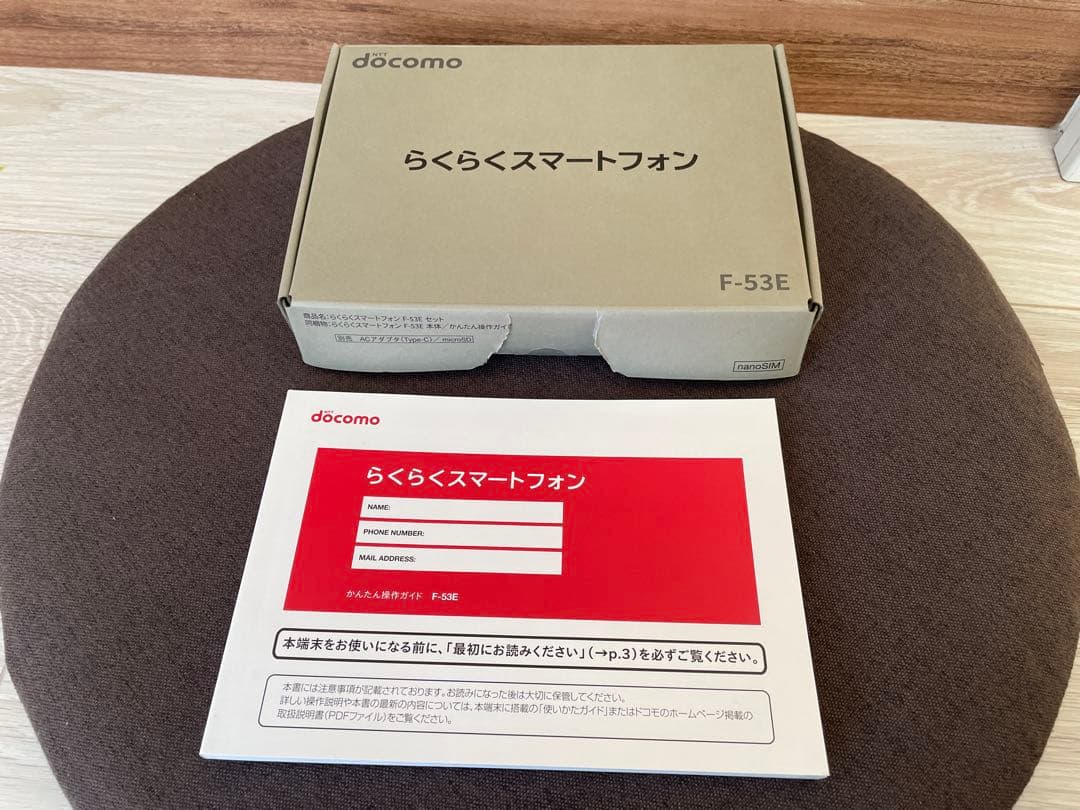 NTT
docomo
らくらくスマートフォン
F-53E
商品名：らくらくスマートフォン F-53E セット
同梱物：らくらくスマートフォン F-53E 本体／かんたん操作ガイ
別売 ACアダプタ（Type-C）／ microSD
nanoSIM
NTT
docomo
らくらくスマートフォン
NAME:
PHONE NUMBER:
MAIL ADDRESS:
かんたん操作ガイド F-53E
本端末をお使いになる前に、「最初にお読みください」（→p.3）を必ずご覧ください。
本書には注意事項が記載されております。お読みになった後は大切に保管してください。
詳しい操作説明や本書の最新の内容については、本端末に搭載の「使いかたガイド」またはドコモのホームページ掲載の
取扱説明書（PDFファイル）をご覧ください。